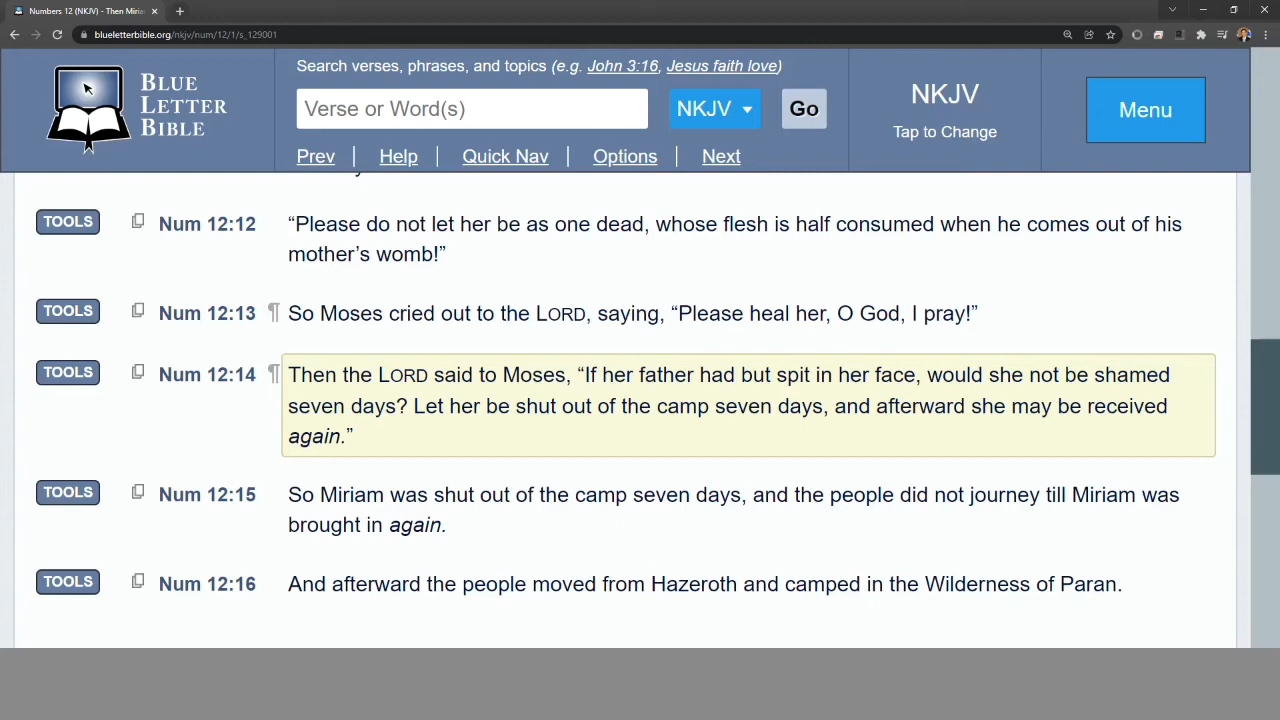 Numbers 12 (NKJV) - Then Miria
blueletterbible.org/nkjv/num/12/1/s_129001
BLUE
LETTER
BIBLE
Search verses, phrases, and topics (e.g. John 3:16, Jesus faith love)
Verse or Word(s)
NKJV
Go
Prev | Help | Quick Nav | Options | Next
NKJV
Tap to Change
Menu
TOOLS Num 12:12 “Please do not let her be as one dead, whose flesh is half consumed when he comes out of his
mother’s womb!”
TOOLS Num 12:13 ¶ So Moses cried out to the LORD, saying, “Please heal her, O God, I pray!”
TOOLS Num 12:14 ¶ Then the LORD said to Moses, “If her father had but spit in her face, would she not be shamed
seven days? Let her be shut out of the camp seven days, and afterward she may be received
again.”
TOOLS Num 12:15 So Miriam was shut out of the camp seven days, and the people did not journey till Miriam was
brought in again.
TOOLS Num 12:16 And afterward the people moved from Hazeroth and camped in the Wilderness of Paran.